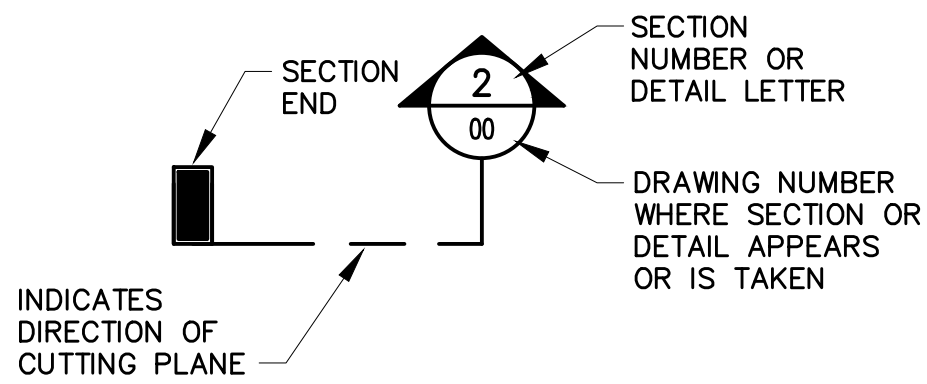 SECTION
NUMBER OR
DETAIL LETTER
SECTION
END
2
00
DRAWING NUMBER
WHERE SECTION OR
DETAIL APPEARS
OR IS TAKEN
INDICATES
DIRECTION OF
CUTTING PLANE